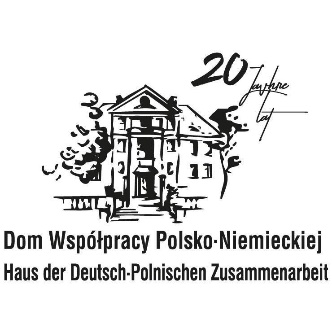 20 Jahre
lat
Dom Współpracy Polsko-Niemieckiej
Haus der Deutsch-Polnischen Zusammenarbeit